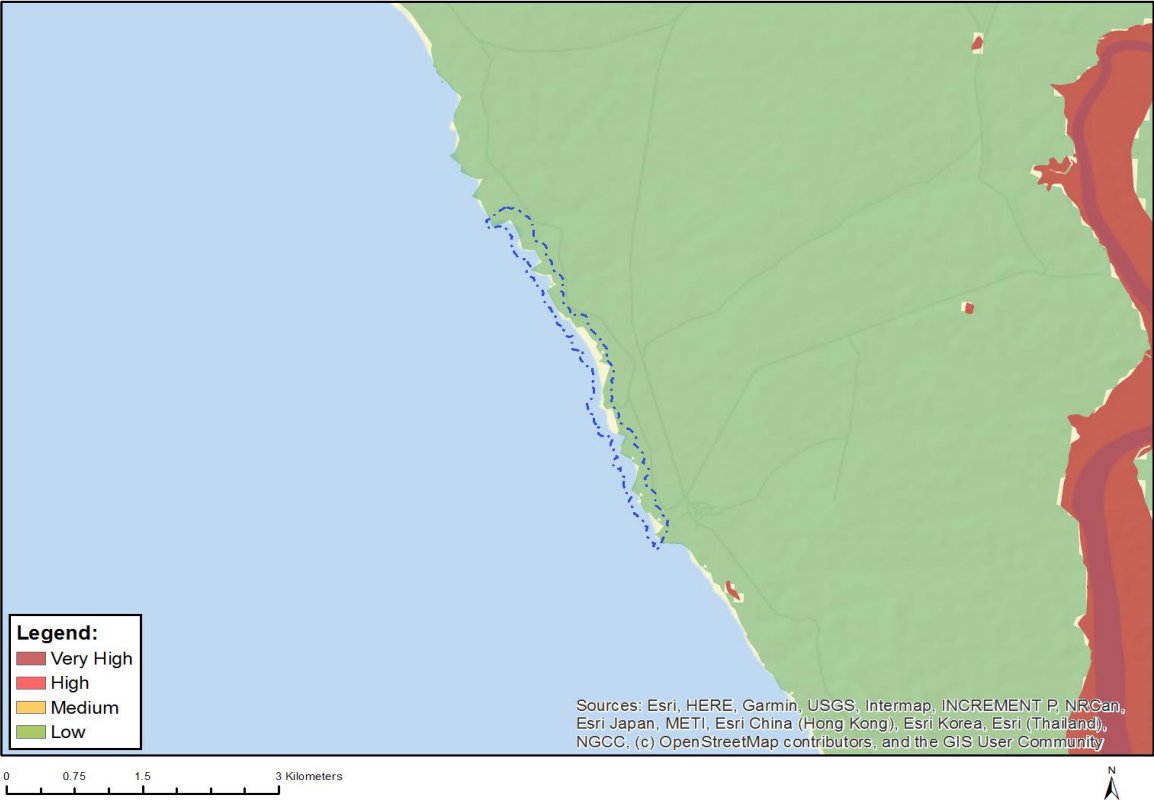 Legend:
Very High
High
Medium
Low
Sources: Esri, HERE, Garmin, USGS, Intermap, INCREMENT P, NRCan,
Esri Japan, METI, Esri China (Hong Kong), Esri Korea, Esri (Thailand),
NGCC, (c) OpenStreetMap contributors, and the GIS User Community
0 0.75 1.5 3 Kilometers
N